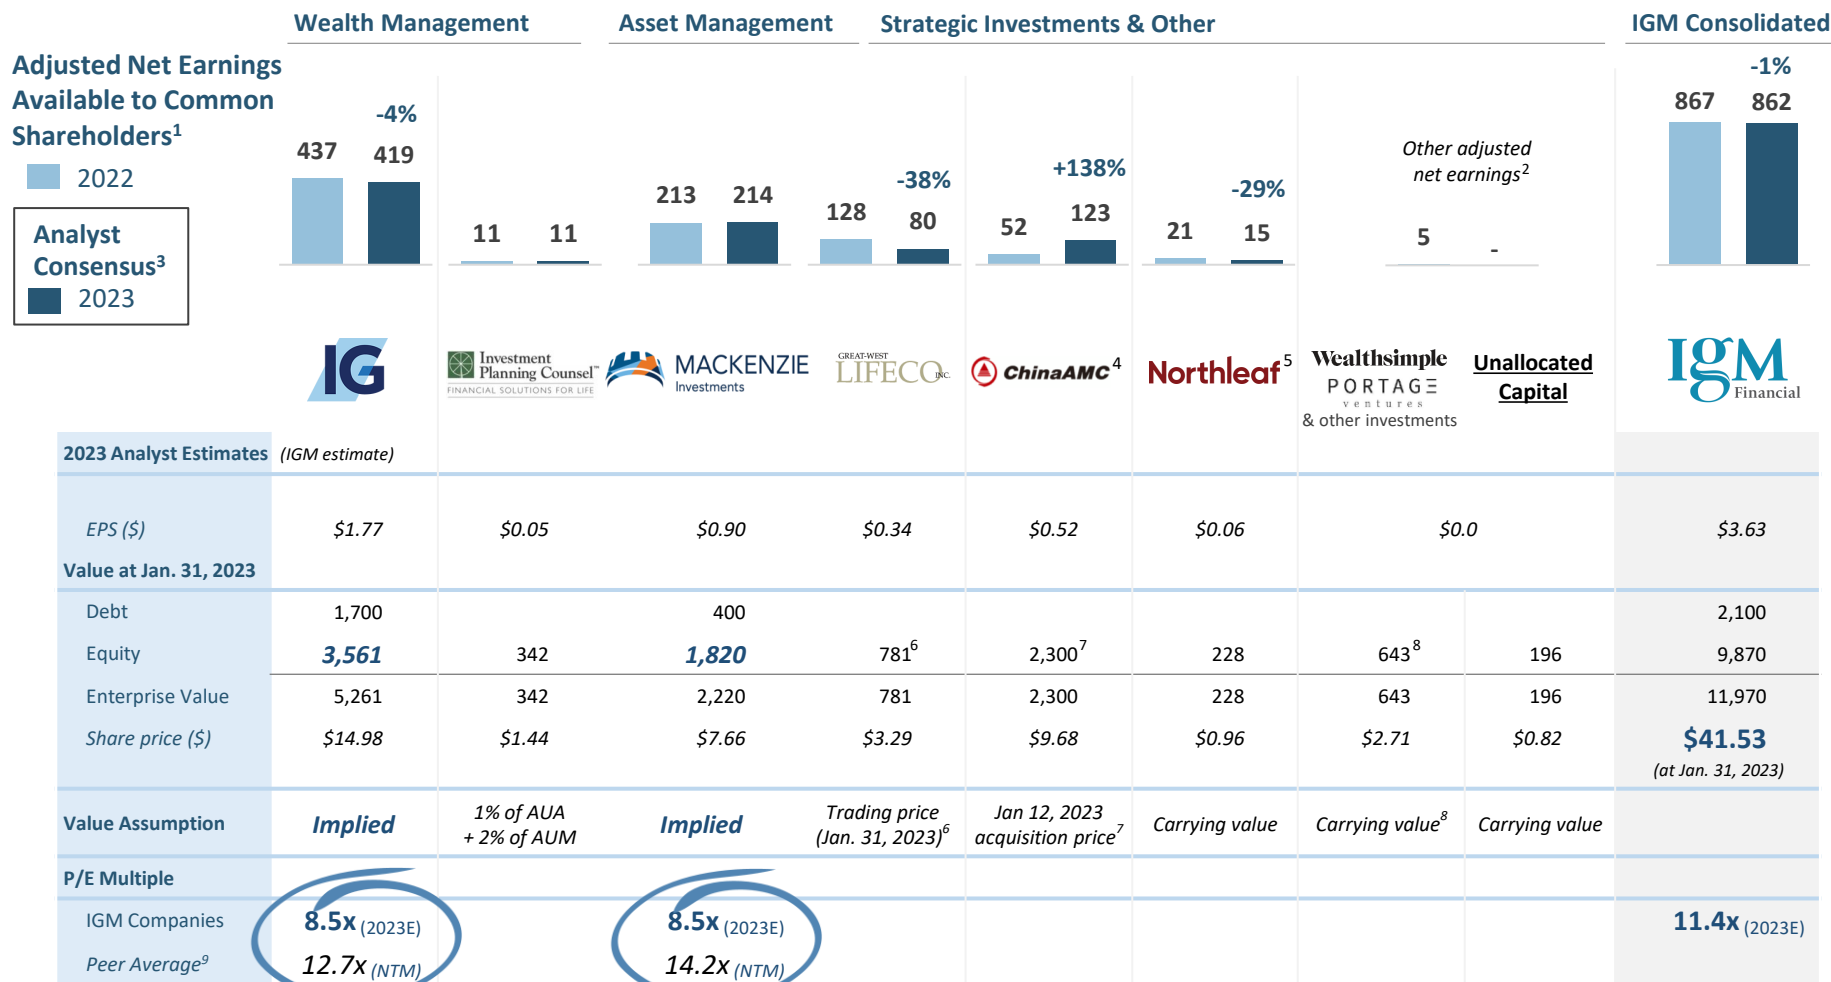 Wealth Management
Asset Management
Strategic Investments & Other
IGM Consolidated
Adjusted Net Earnings
Available to Common
Shareholders1
2022
Analyst
Consensus3
2023
-4%
437
419
11
11
213
214
-38%
128
80
+138%
52
123
-29%
21
15
Other adjusted
net earnings2
5
-
-1%
867
862
IG
Investment
Planning Counsel™
FINANCIAL SOLUTIONS FOR LIFE
MACKENZIE
Investments
GREAT-WEST
LIFECO INC.
ChinaAMC4
Northleaf5
Wealthsimple
PORTAGE
ventures
& other investments
Unallocated
Capital
IGM
Financial
2023 Analyst Estimates (IGM estimate)
EPS ($) $1.77 $0.05 $0.90 $0.34 $0.52 $0.06 $0.0 $3.63
Value at Jan. 31, 2023
Debt 1,700 400 2,100
Equity 3,561 342 1,820 7816 2,3007 228 6438 196 9,870
Enterprise Value 5,261 342 2,220 781 2,300 228 643 196 11,970
Share price ($) $14.98 $1.44 $7.66 $3.29 $9.68 $0.96 $2.71 $0.82 $41.53
(at Jan. 31, 2023)
Value Assumption
Implied
1% of AUA
+ 2% of AUM
Implied
Trading price
(Jan. 31, 2023)6
Jan 12, 2023
acquisition price7
Carrying value
Carrying value8
Carrying value
P/E Multiple
IGM Companies 8.5x (2023E) 8.5x (2023E) 11.4x (2023E)
Peer Average9 12.7x (NTM) 14.2x (NTM)